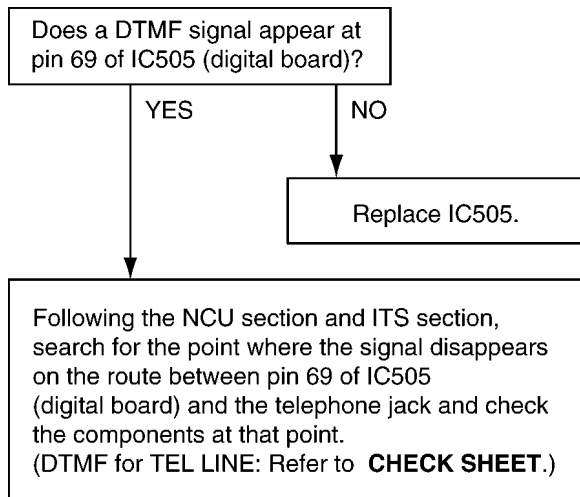 Does a DTMF signal appear at
pin 69 of IC505 (digital board)?
YES
NO
Replace IC505.
Following the NCU section and ITS section,
search for the point where the signal disappears
on the route between pin 69 of IC505
(digital board) and the telephone jack and check
the components at that point.
(DTMF for TEL LINE: Refer to CHECK SHEET.)